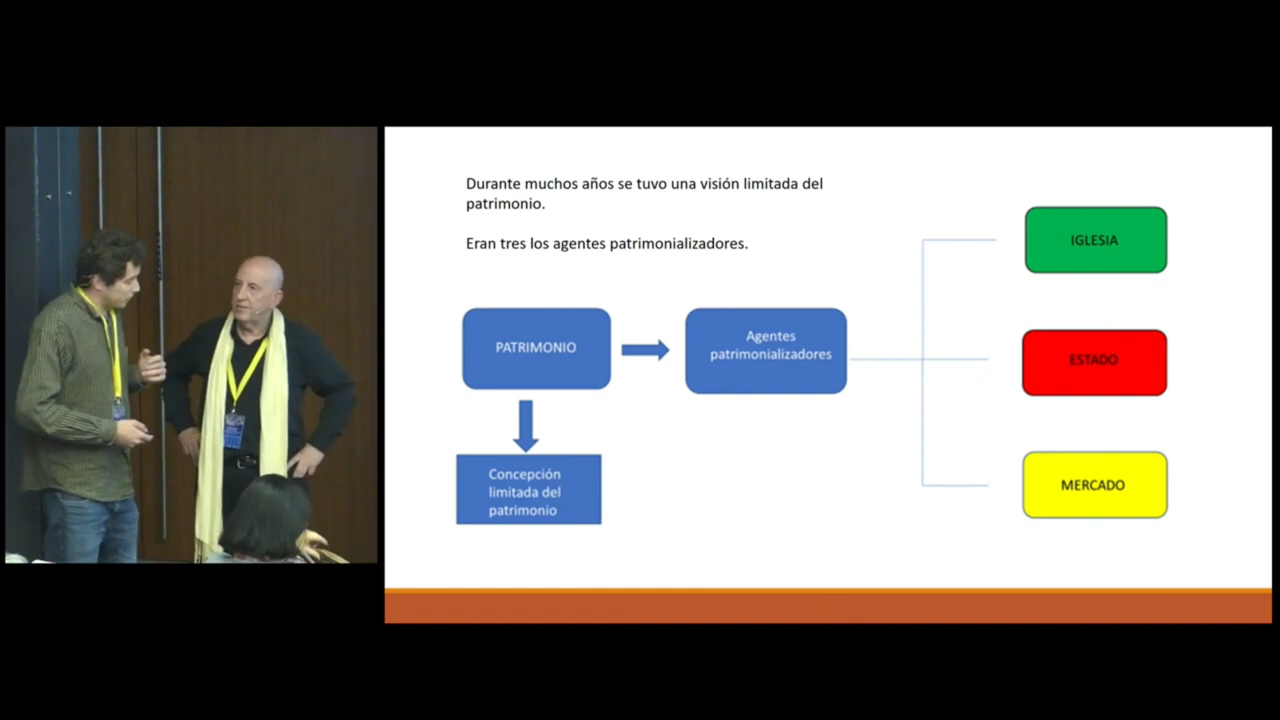 Durante muchos años se tuvo una visión limitada del
patrimonio.
Eran tres los agentes patrimonializadores.
PATRIMONIO
Agentes
patrimonializadores
IGLESIA
ESTADO
MERCADO
Concepción
limitada del
patrimonio